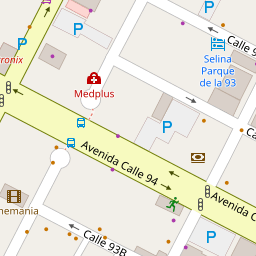 P
P
Calle 9
P
Selina
Parque
de la 93
ronix
Medplus
P
Avenida Calle 94
Avenida C
nemania
Calle 93B
P
P